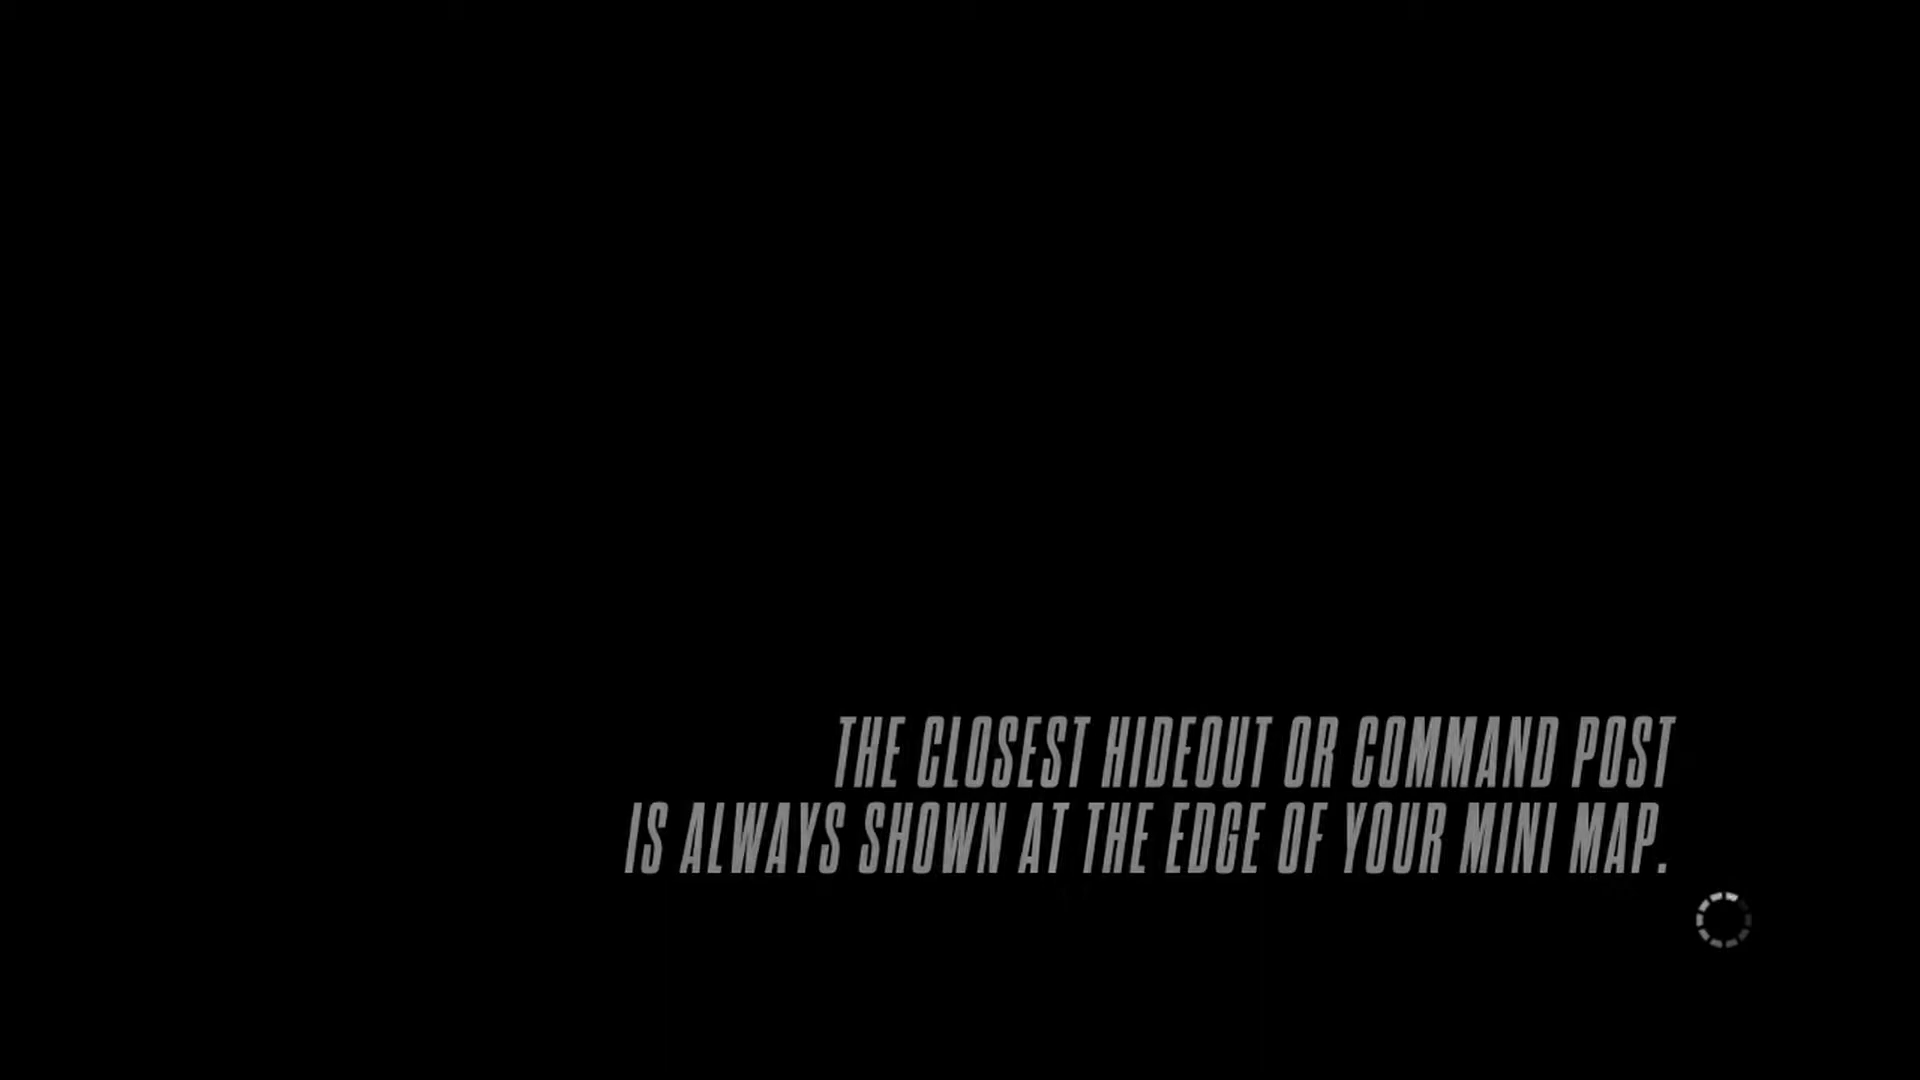 THE CLOSEST HIDEOUT OR COMMAND POST
IS ALWAYS SHOWN AT THE EDGE OF YOUR MINI MAP.